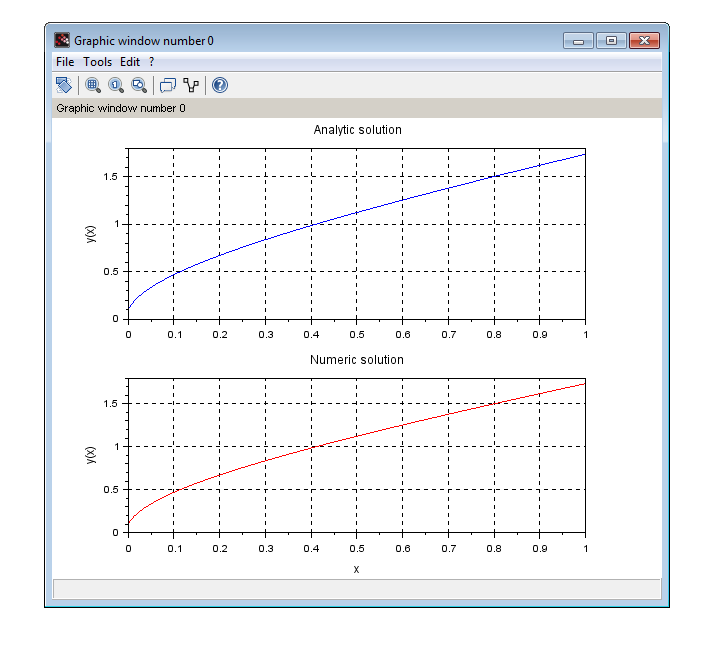 Graphic window number 0
File Tools Edit ?
Graphic window number 0
Analytic solution
1.5
1
0.5
0
y(x)
0 0.1 0.2 0.3 0.4 0.5 0.6 0.7 0.8 0.9 1
Numeric solution
1.5
1
0.5
0
y(x)
0 0.1 0.2 0.3 0.4 0.5 0.6 0.7 0.8 0.9 1
x